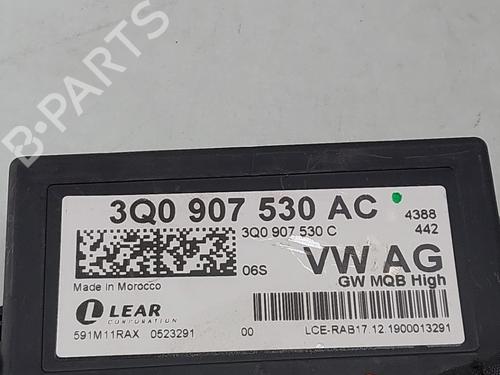 B-PARTS
3Q0 907 530 AC
4388
3Q0 907 530 C
442
06S
VW AG
Made in Morocco
GW MQB High
LEAR
CORPORATION
591M11RAX 0523291
00
LCE-RAB17.12.1900013291